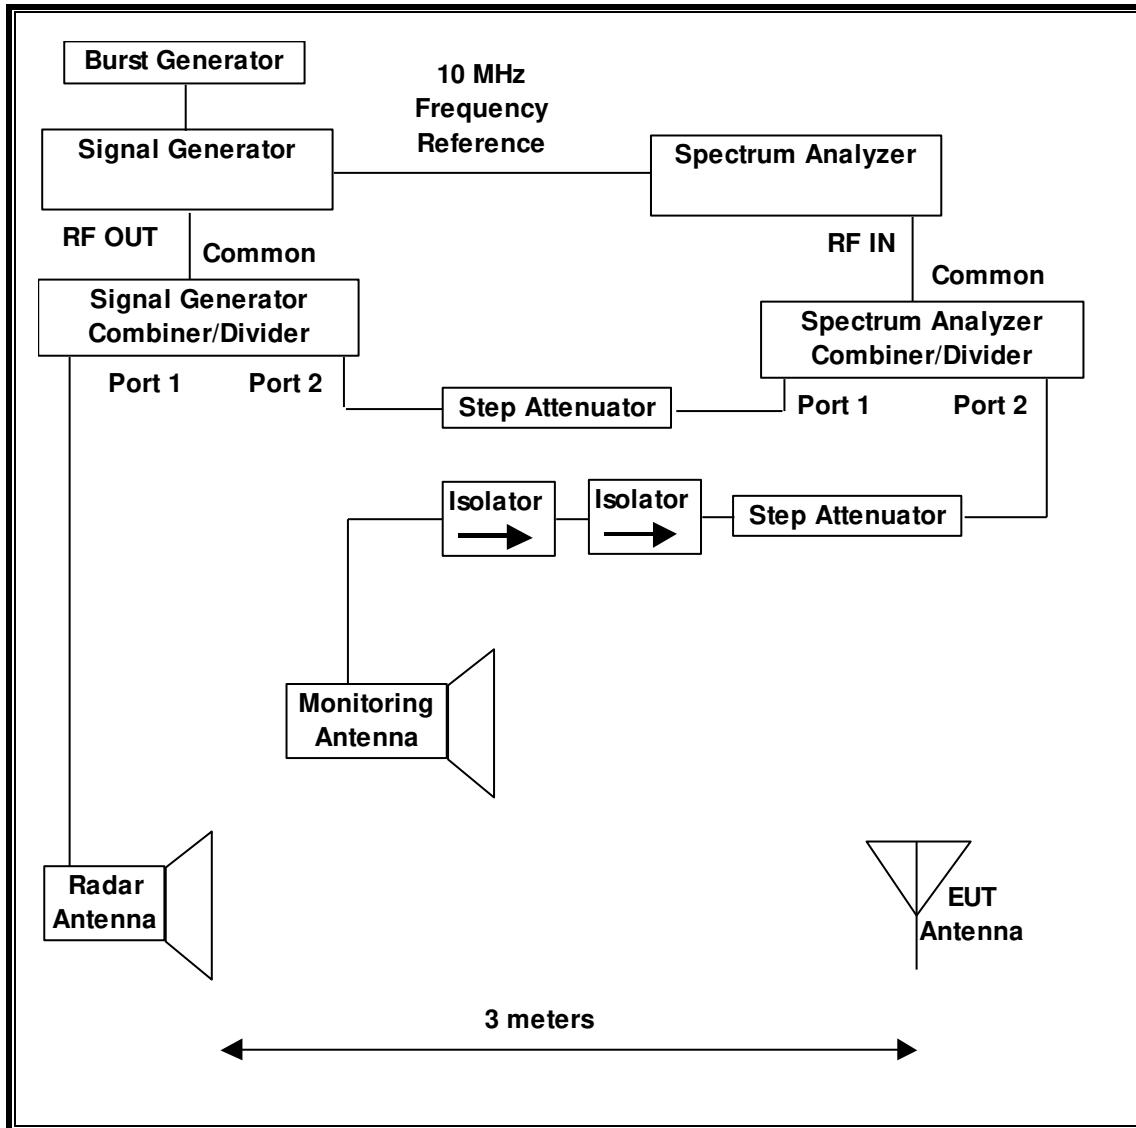 Burst Generator
10 MHz
Frequency
Reference
Signal Generator
Spectrum Analyzer
RF OUT
Common
RF IN
Common
Signal Generator
Combiner/Divider
Spectrum Analyzer
Combiner/Divider
Port 1
Port 2
Step Attenuator
Port 1
Port 2
Isolator
Isolator
Step Attenuator
Monitoring
Antenna
Radar
Antenna
EUT
Antenna
3 meters